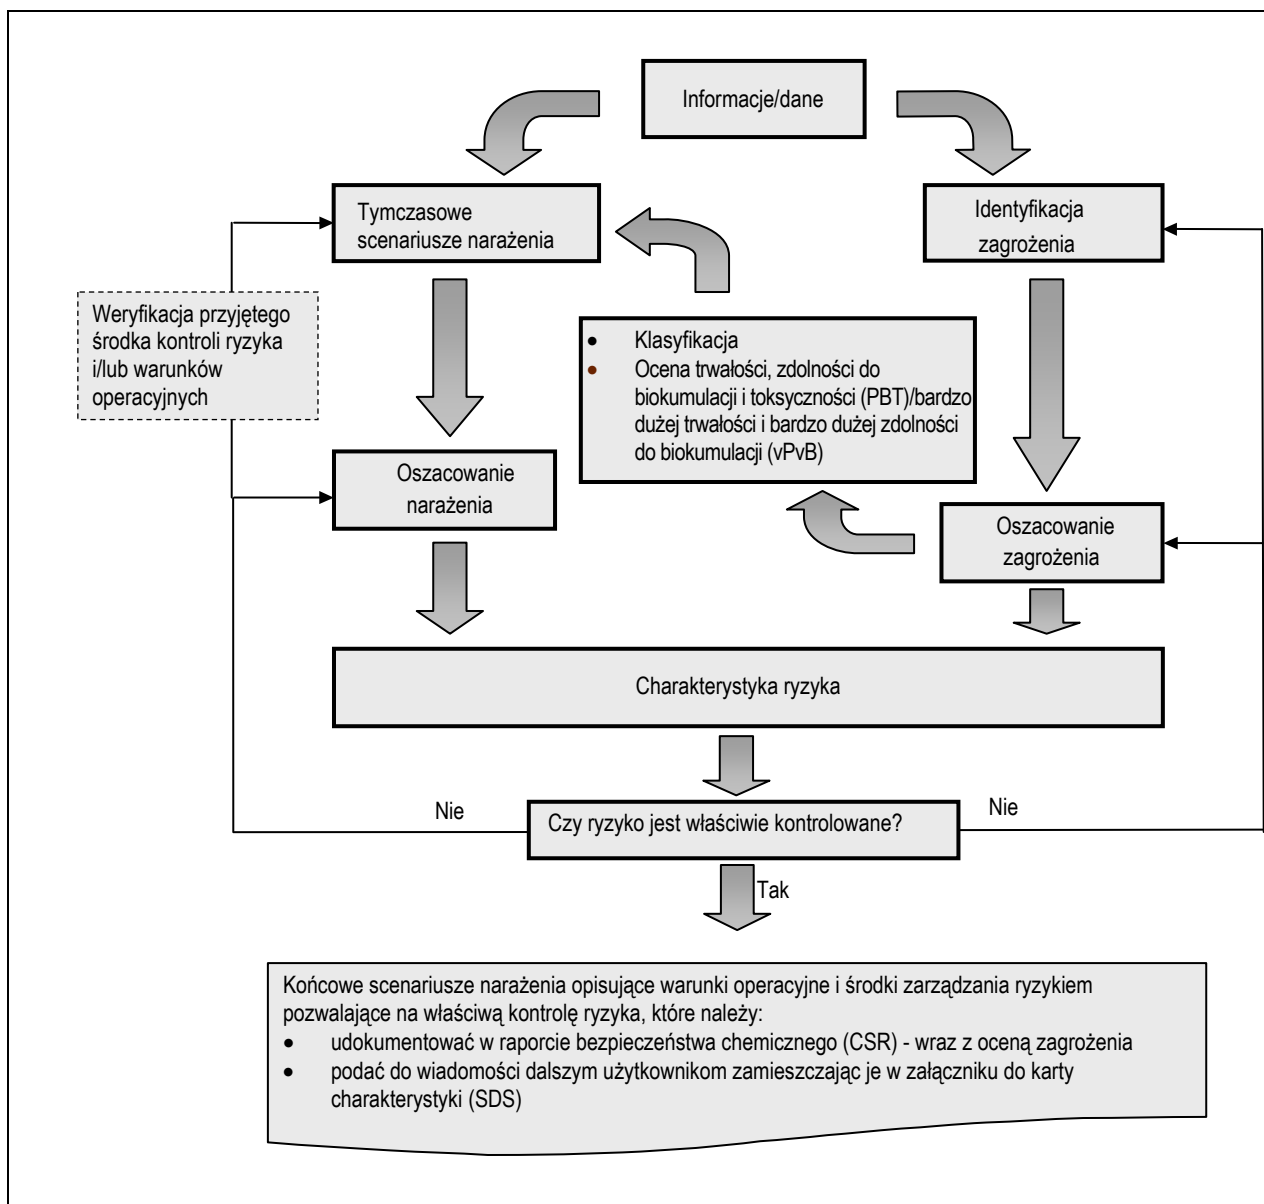 Informacje/dane
Tymczasowe
scenariusze narażenia
Identyfikacja
zagrożenia
Weryfikacja przyjętego
środka kontroli ryzyka
i/lub warunków
operacyjnych
● Klasyfikacja
● Ocena trwałości, zdolności do
biokumulacji i toksyczności (PBT)/bardzo
dużej trwałości i bardzo dużej zdolności
do biokumulacji (vPvB)
Oszacowanie
narażenia
Oszacowanie
zagrożenia
Charakterystyka ryzyka
Nie
Czy ryzyko jest właściwie kontrolowane?
Nie
Tak
Końcowe scenariusze narażenia opisujące warunki operacyjne i środki zarządzania ryzykiem
pozwalające na właściwą kontrolę ryzyka, które należy:
● udokumentować w raporcie bezpieczeństwa chemicznego (CSR) - wraz z oceną zagrożenia
● podać do wiadomości dalszym użytkownikom zamieszczając je w załączniku do karty
charakterystyki (SDS)